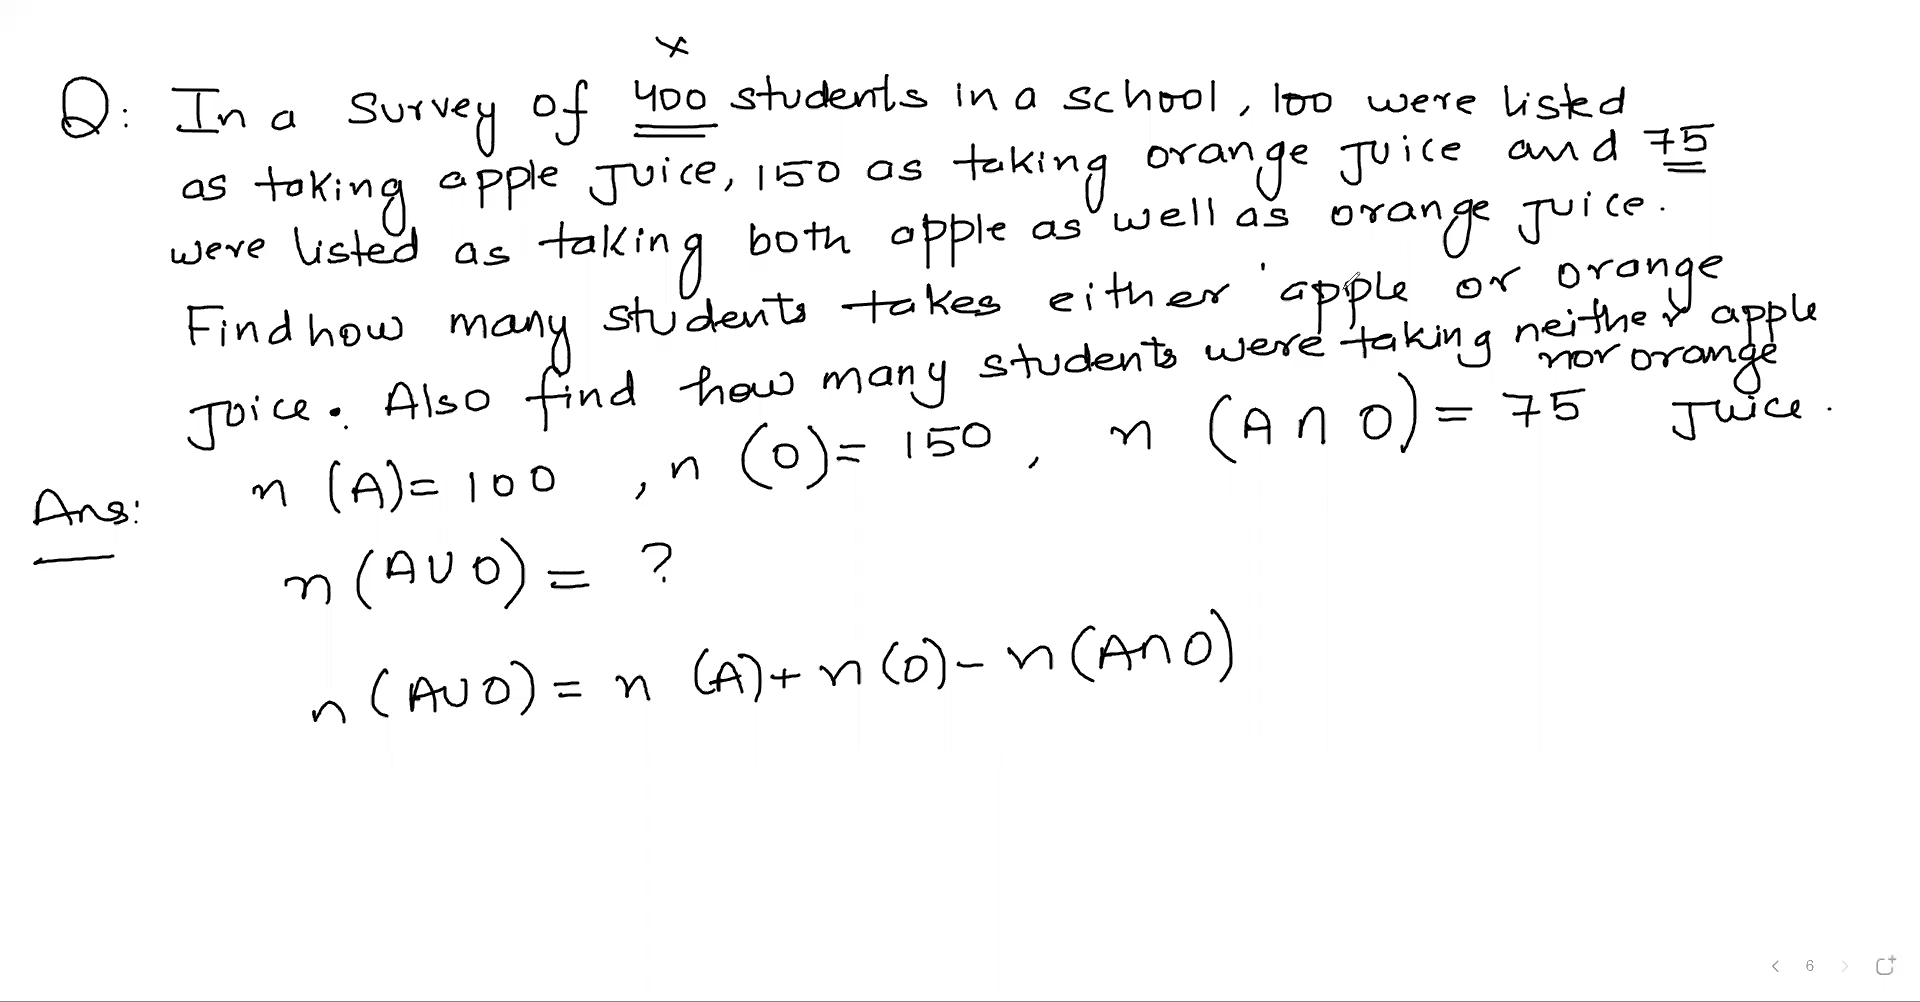 x
Q: In a survey of 400 students in a school, 100 were listed
as taking apple Juice, 150 as taking orange Juice and 75
were listed as taking both apple as well as orange Juice.
Find how many students takes either apple or orange
Joice. Also find how many students were taking neither apple
nor orange
Juice.
Ans: n (A)= 100 , n (O)= 150 , n (A ∩ O)= 75
n (A∪O) = ?
n (A∪O) = n (A)+ n (O)- n (A∩O)
6